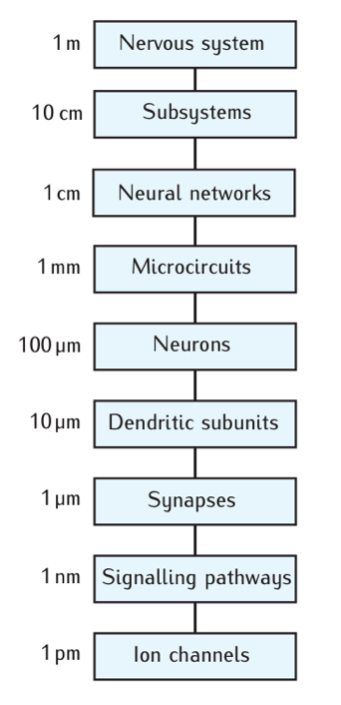 1 m Nervous system
10 cm Subsystems
1 cm Neural networks
1 mm Microcircuits
100 µm Neurons
10 µm Dendritic subunits
1 µm Synapses
1 nm Signalling pathways
1 pm Ion channels